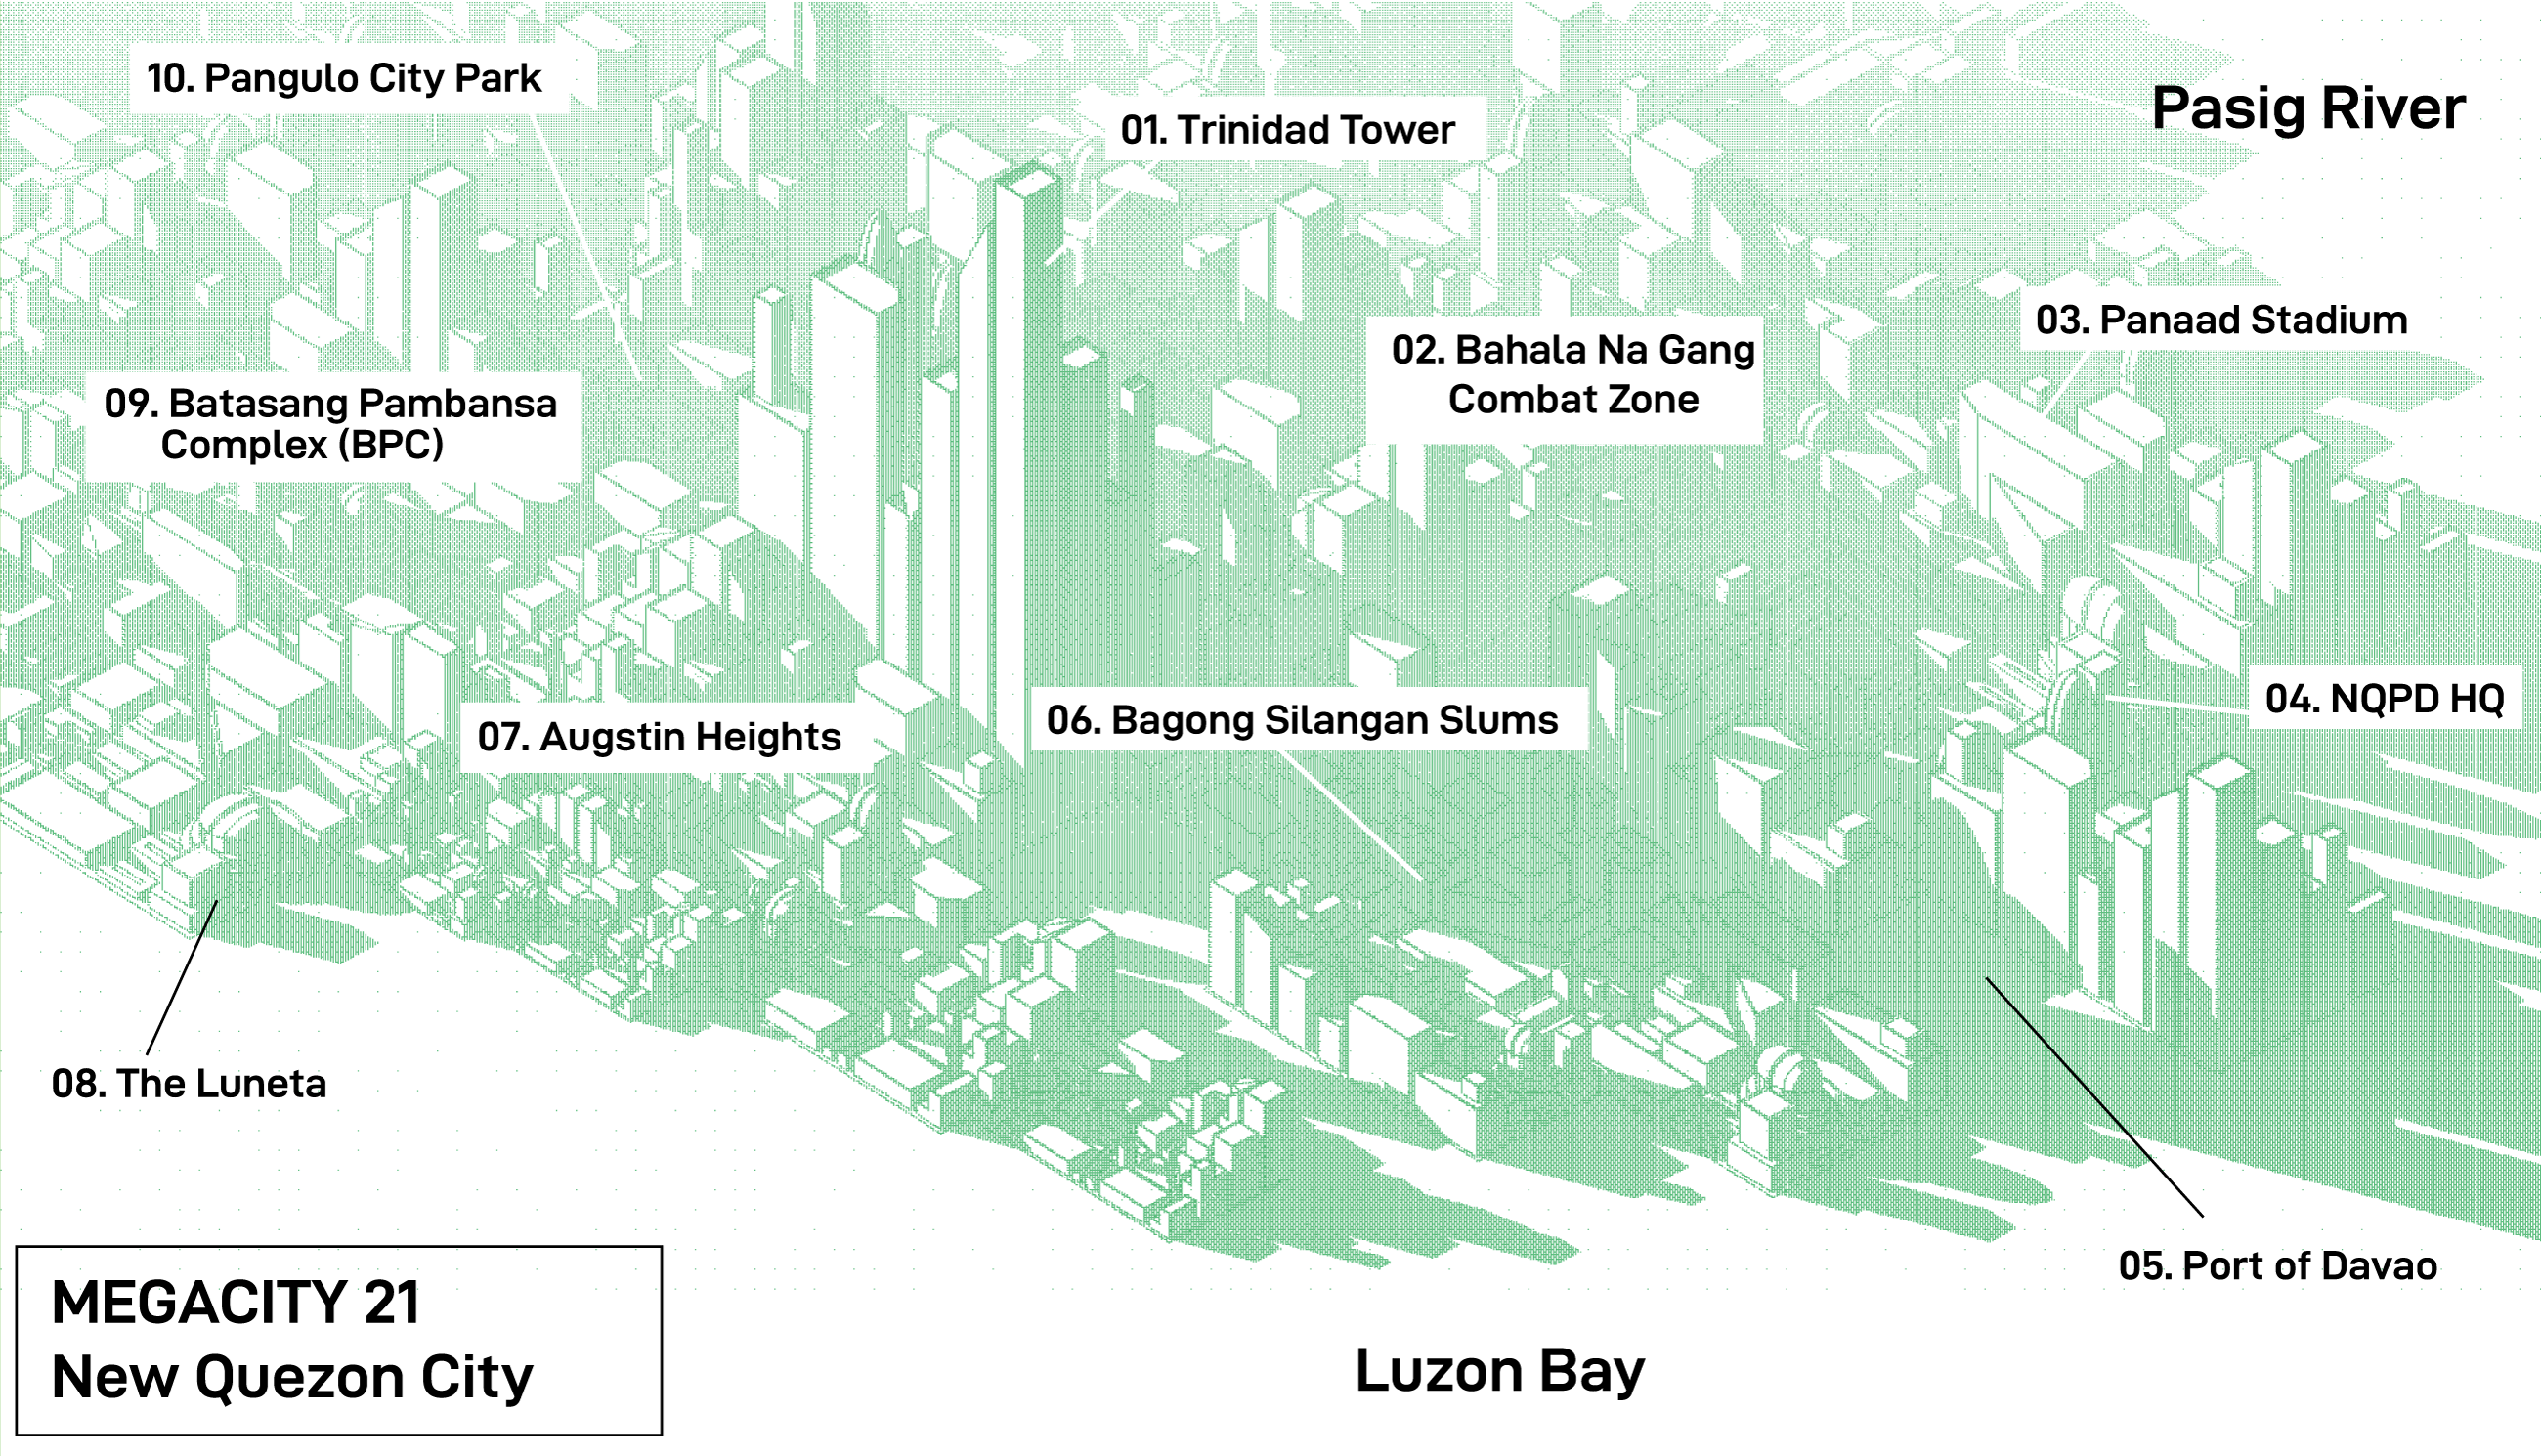 10. Pangulo City Park
Pasig River
01. Trinidad Tower
03. Panaad Stadium
02. Bahala Na Gang
Combat Zone
09. Batasang Pambansa
Complex (BPC)
04. NQPD HQ
06. Bagong Silangan Slums
07. Augstin Heights
08. The Luneta
05. Port of Davao
MEGACITY 21
New Quezon City
Luzon Bay